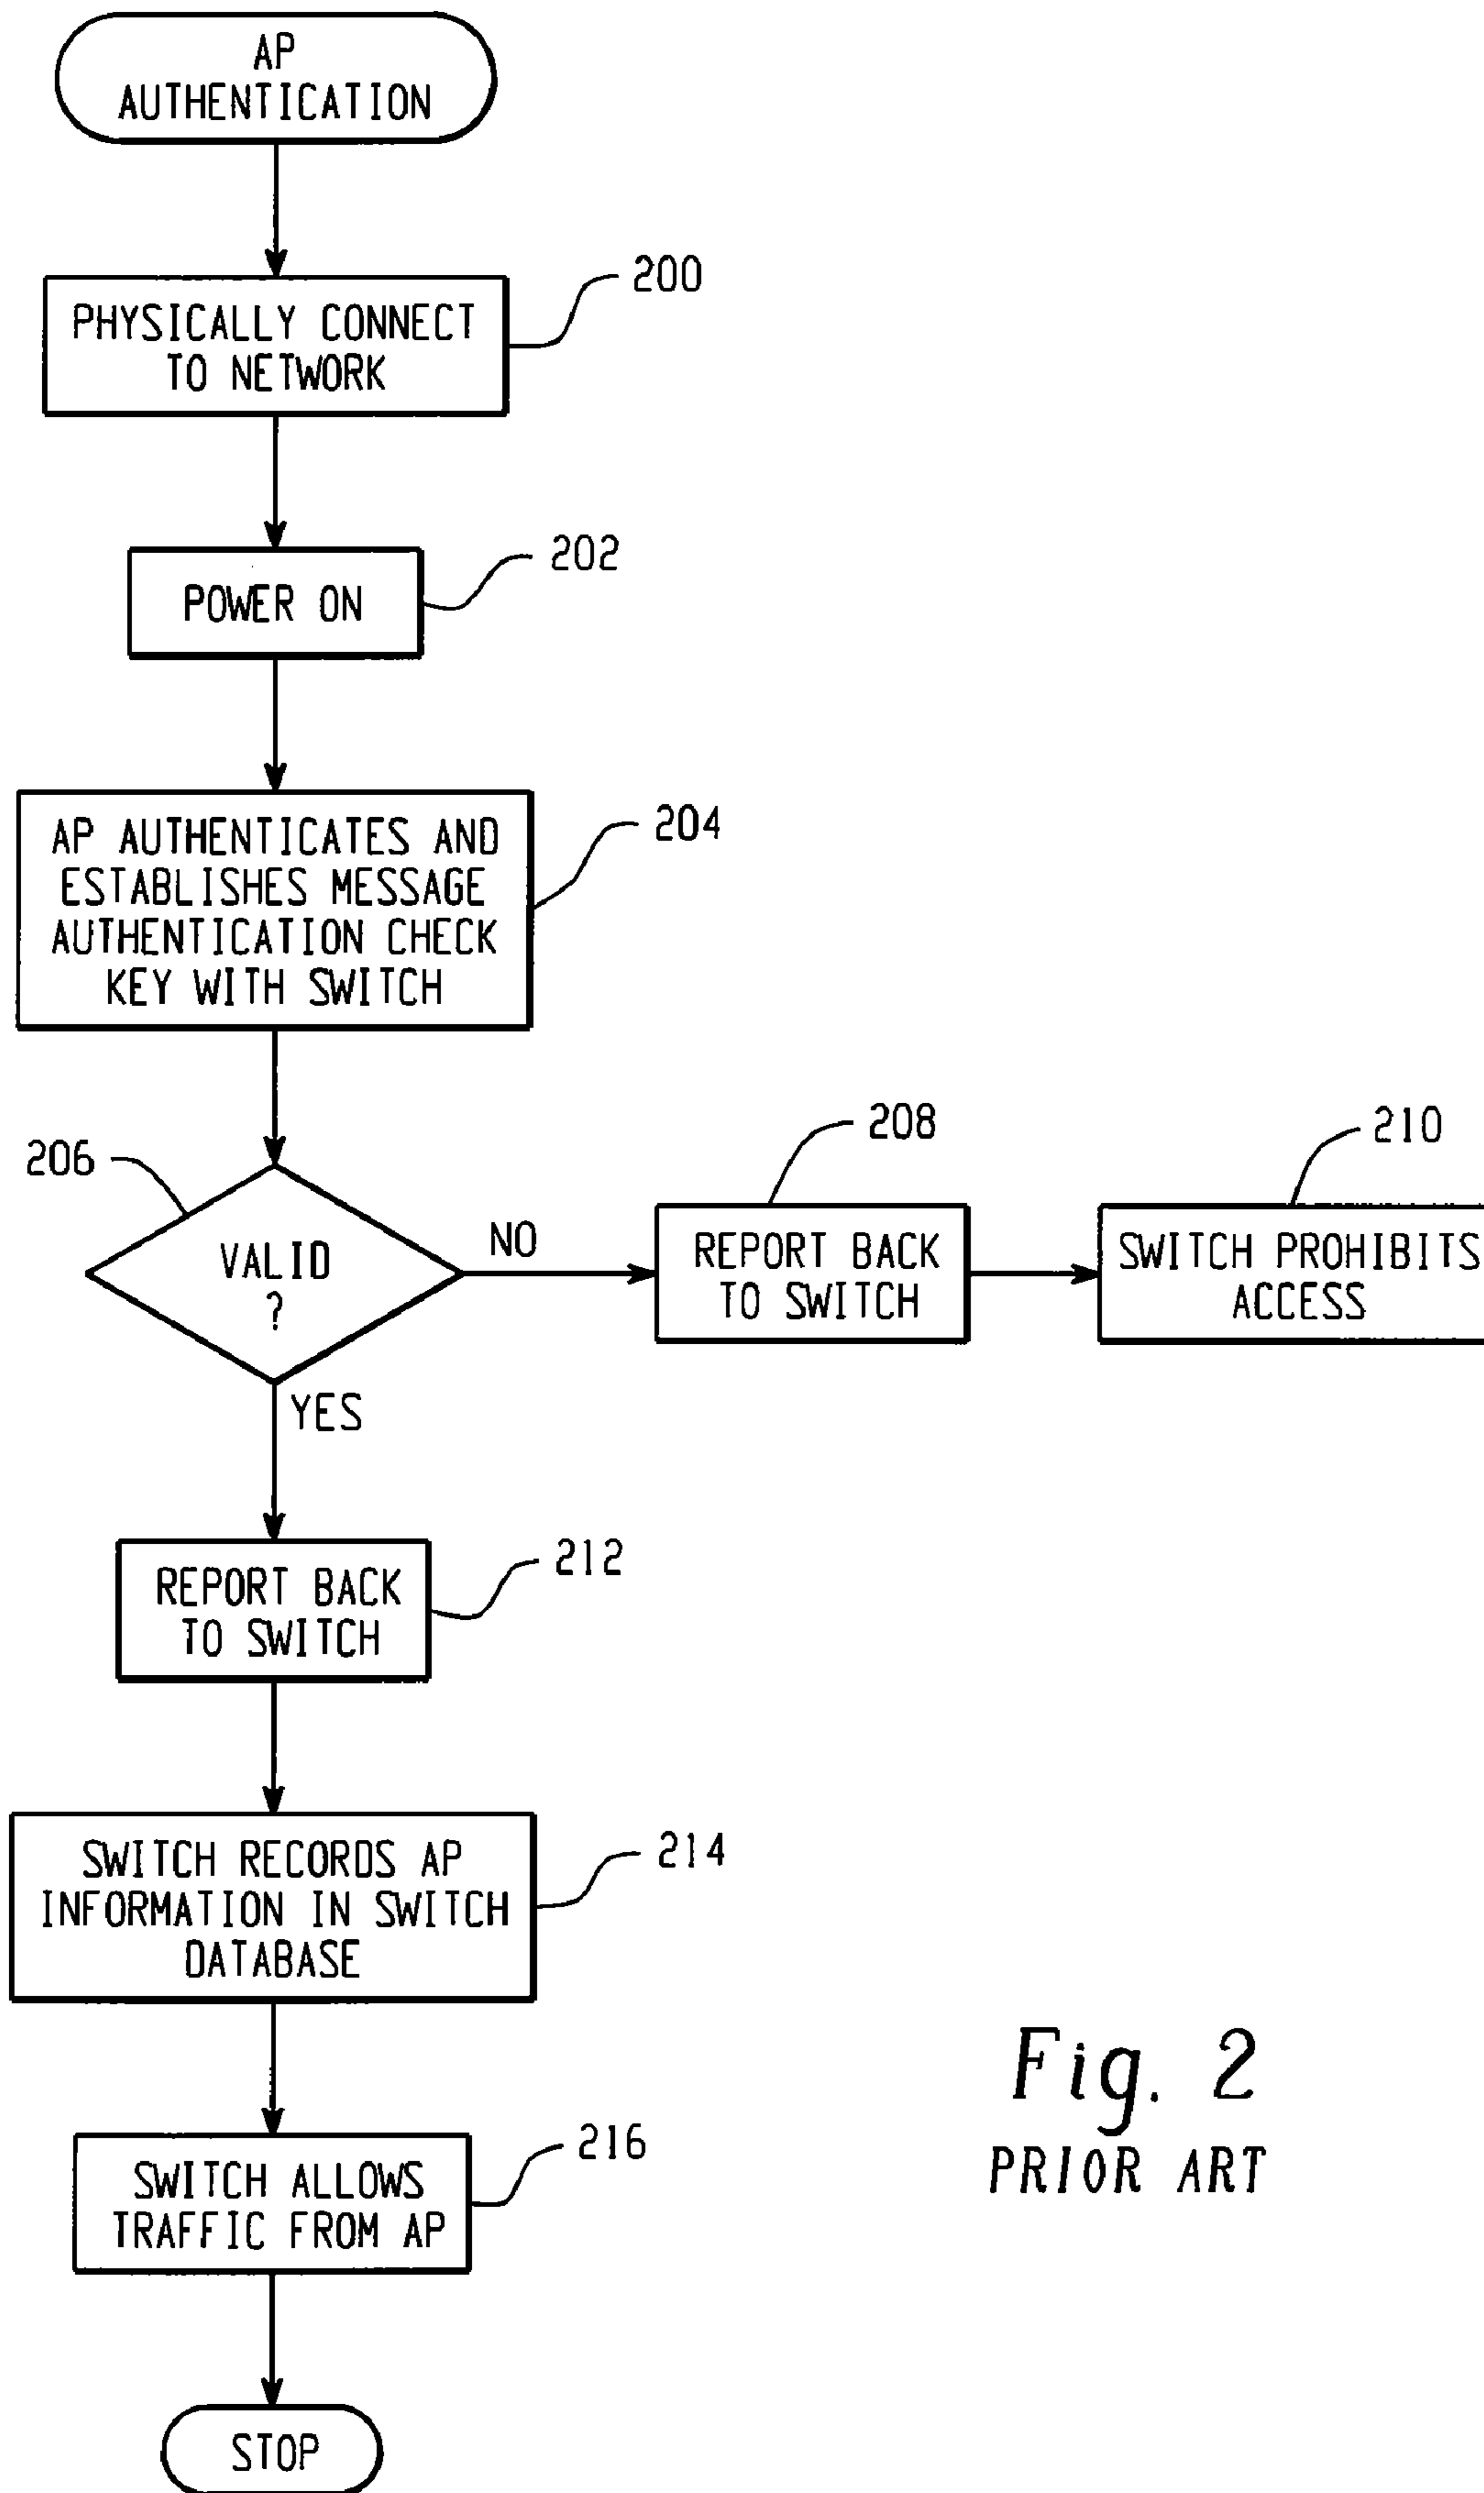 AP
AUTHENTICATION
200
PHYSICALLY CONNECT
TO NETWORK
202
POWER ON
204
AP AUTHENTICATES AND
ESTABLISHES MESSAGE
AUTHENTICATION CHECK
KEY WITH SWITCH
206
VALID
?
NO
208
REPORT BACK
TO SWITCH
210
SWITCH PROHIBITS
ACCESS
YES
212
REPORT BACK
TO SWITCH
214
SWITCH RECORDS AP
INFORMATION IN SWITCH
DATABASE
216
SWITCH ALLOWS
TRAFFIC FROM AP
STOP
Fig. 2
PRIOR ART